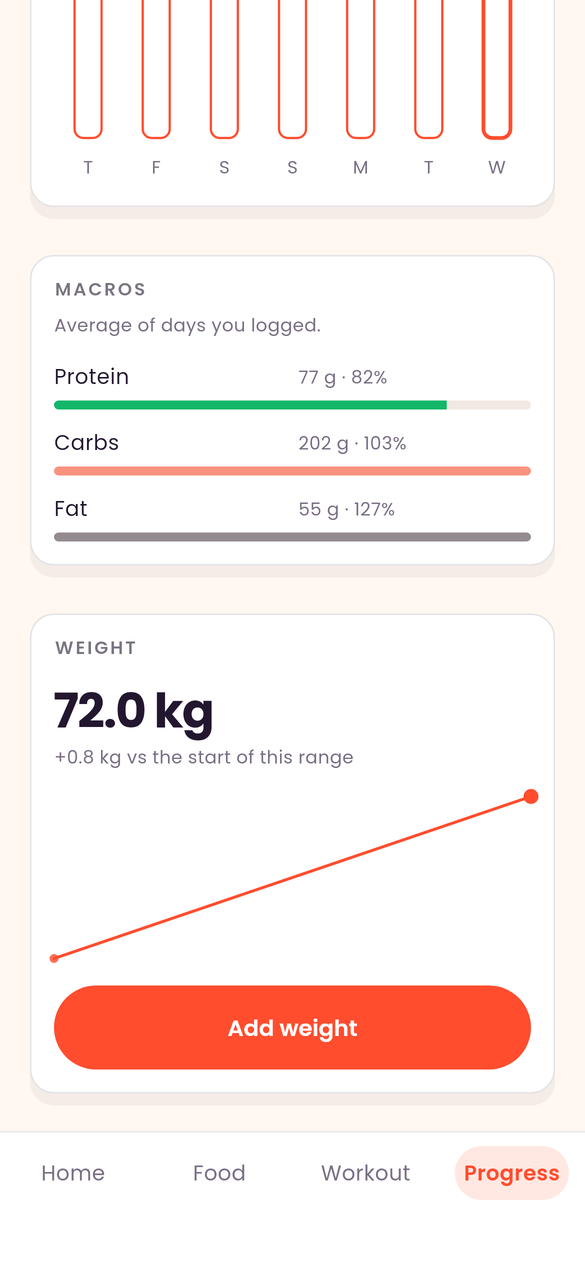 T F S S M T W
MACROS
Average of days you logged.
Protein 77 g · 82%
Carbs 202 g · 103%
Fat 55 g · 127%
WEIGHT
72.0 kg
+0.8 kg vs the start of this range
Add weight
Home Food Workout Progress